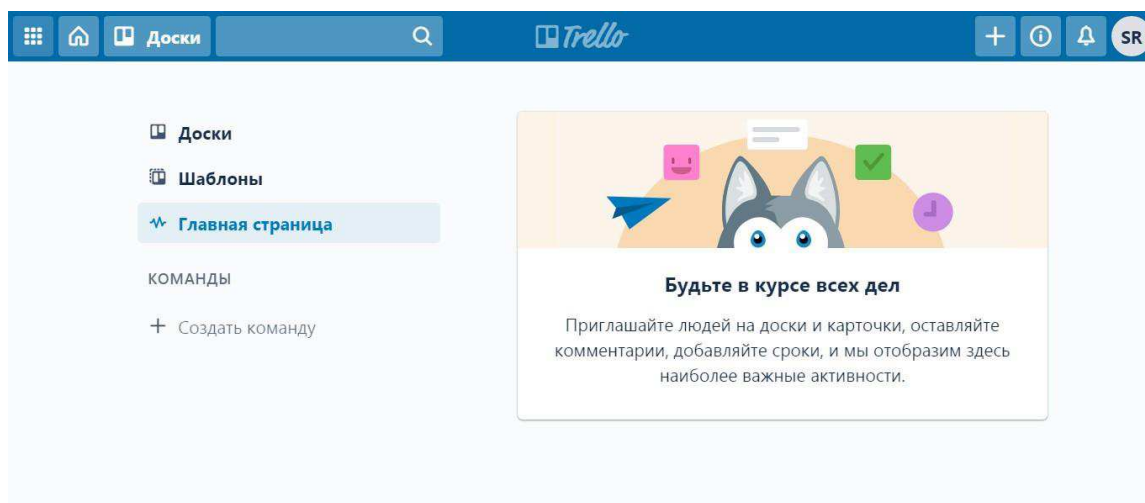 Доски
Trello
SR
Доски
Шаблоны
Главная страница
КОМАНДЫ
+ Создать команду
Будьте в курсе всех дел
Приглашайте людей на доски и карточки, оставляйте
комментарии, добавляйте сроки, и мы отобразим здесь
наиболее важные активности.